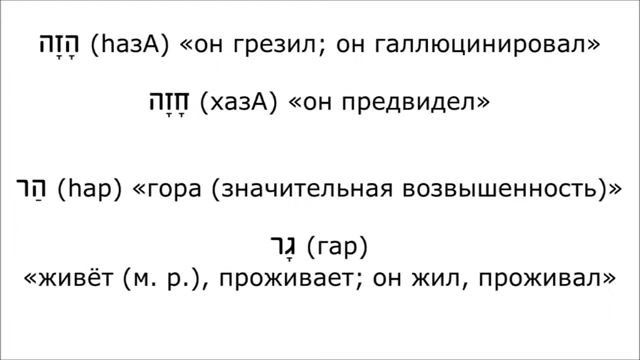 הָזָה (hазА) «он грезил; он галлюцинировал»
חָזָה (хазА) «он предвидел»
הַר (hар) «гора (значительная возвышенность)»
גָר (гар)
«живёт (м. р.), проживает; он жил, проживал»